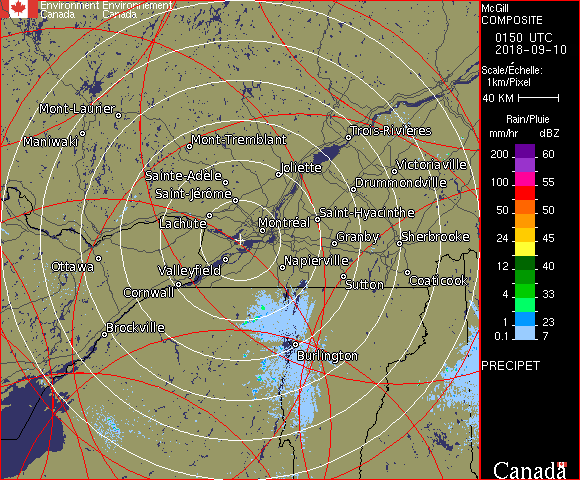 Environment Environnement
Canada Canada
McGill
COMPOSITE
0150 UTC
2018-09-10
Scale/Échelle:
1km/Pixel
40 KM
Rain/Pluie
mm/hr dBZ
200 60
55
100 55
50 50
24 45
12 40
4 33
1 23
0.1 7
PRECIPET
Canada
Mont-Laurier
Maniwaki
Mont-Tremblant
Trois-Rivières
Joliette
Victoriaville
Sainte-Adèle
Drummondville
Saint-Jérôme
Saint-Hyacinthe
Lachute
Montréal
Granby
Sherbrooke
Ottawa
Valleyfield
Napierville
Cornwall
Sutton
Coaticook
Brockville
Burlington